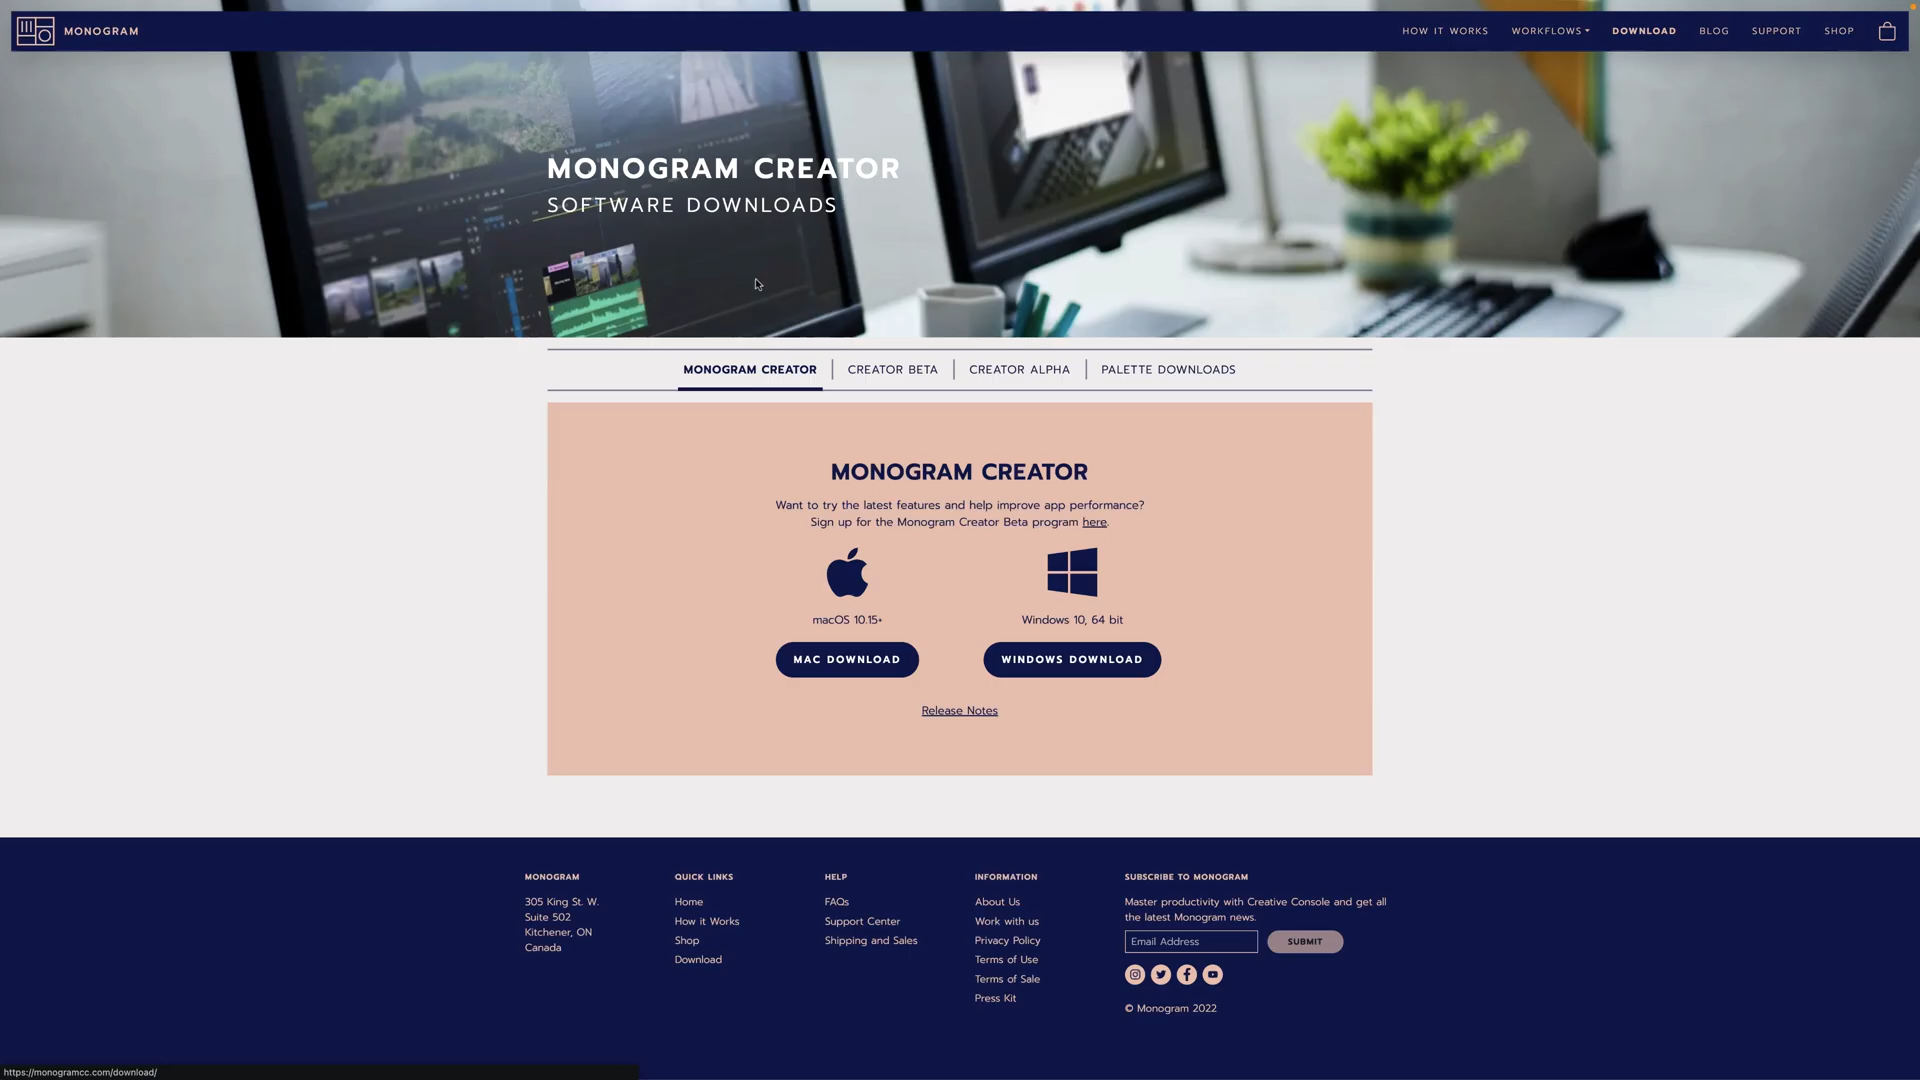 MONOGRAM
HOW IT WORKS
WORKFLOWS
DOWNLOAD
BLOG
SUPPORT
SHOP
MONOGRAM CREATOR
SOFTWARE DOWNLOADS
MONOGRAM CREATOR
CREATOR BETA
CREATOR ALPHA
PALETTE DOWNLOADS
MONOGRAM CREATOR
Want to try the latest features and help improve app performance?
Sign up for the Monogram Creator Beta program here.
macOS 10.15+
MAC DOWNLOAD
Windows 10, 64 bit
WINDOWS DOWNLOAD
Release Notes
MONOGRAM
305 King St. W.
Suite 502
Kitchener, ON
Canada
QUICK LINKS
Home
How it Works
Shop
Download
HELP
FAQs
Support Center
Shipping and Sales
INFORMATION
About Us
Work with us
Privacy Policy
Terms of Use
Terms of Sale
Press Kit
SUBSCRIBE TO MONOGRAM
Master productivity with Creative Console and get all
the latest Monogram news.
Email Address
SUBMIT
© Monogram 2022
https://monogramcc.com/download/